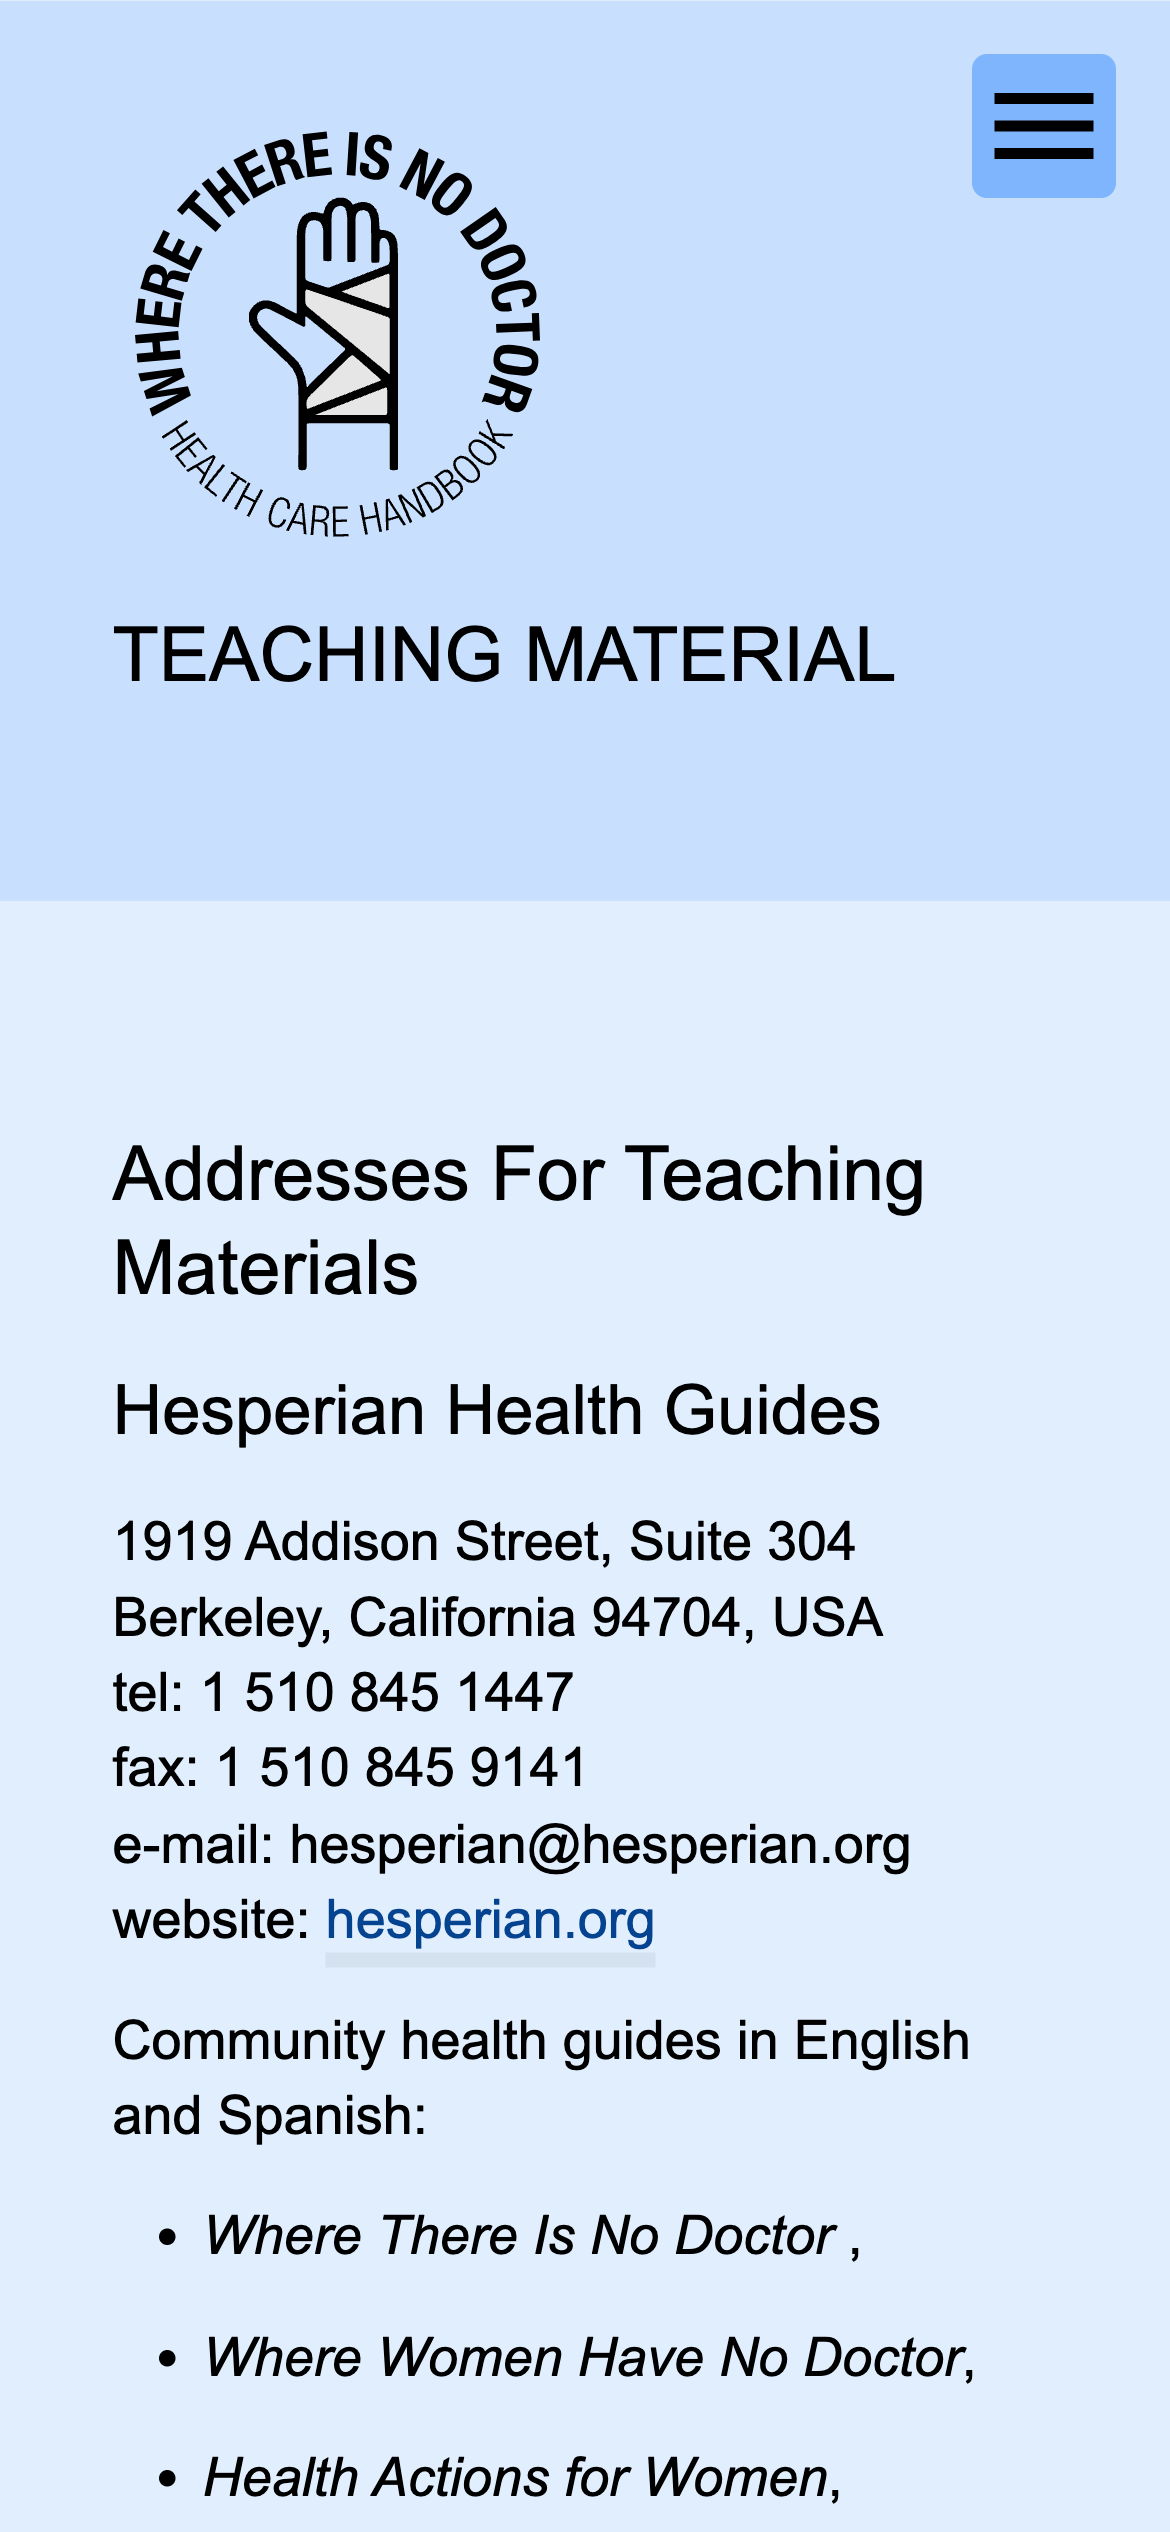 WHERE THERE IS NO DOCTOR
HEALTH CARE HANDBOOK
TEACHING MATERIAL
Addresses For Teaching
Materials
Hesperian Health Guides
1919 Addison Street, Suite 304
Berkeley, California 94704, USA
tel: 1 510 845 1447
fax: 1 510 845 9141
e-mail: hesperian@hesperian.org
website: hesperian.org
Community health guides in English
and Spanish:
• Where There Is No Doctor ,
• Where Women Have No Doctor,
• Health Actions for Women,